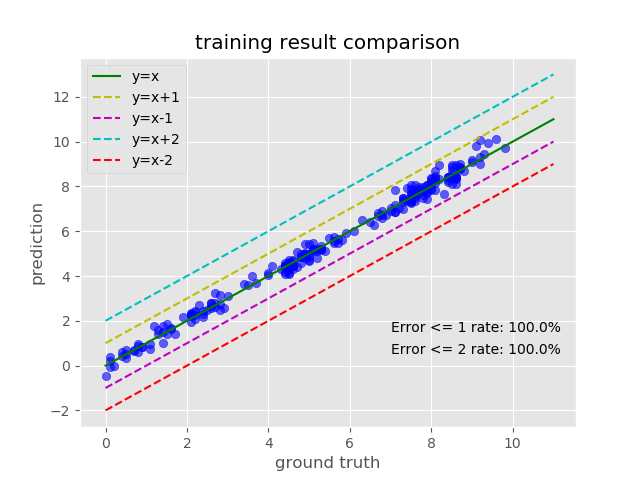 training result comparison
y=x
y=x+1
y=x-1
y=x+2
y=x-2
12
10
8
6
4
2
0
−2
prediction
Error <= 1 rate: 100.0%
Error <= 2 rate: 100.0%
0 2 4 6 8 10
ground truth